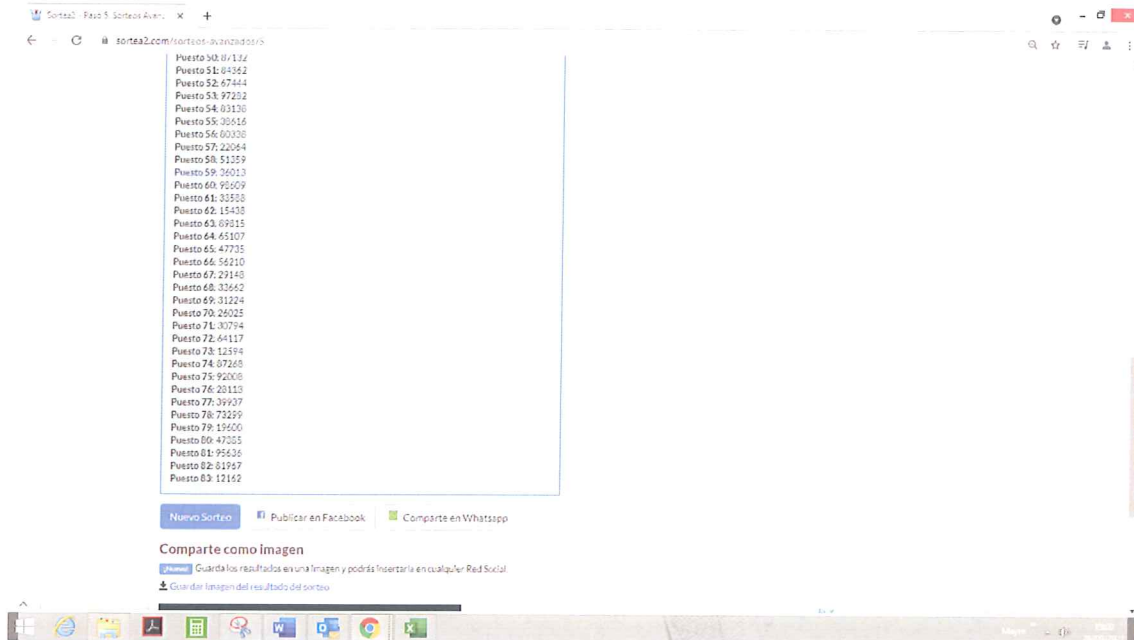 Sortea2 - Paso 5: Sorteos Avan
sortea2.com/sorteos-avanzados/5
Puesto 50: 87132
Puesto 51: 84362
Puesto 52: 67444
Puesto 53: 97282
Puesto 54: 83138
Puesto 55: 38616
Puesto 56: 80338
Puesto 57: 22064
Puesto 58: 51359
Puesto 59: 36013
Puesto 60: 98609
Puesto 61: 33588
Puesto 62: 15438
Puesto 63: 89815
Puesto 64: 65107
Puesto 65: 47735
Puesto 66: 56210
Puesto 67: 29148
Puesto 68: 33662
Puesto 69: 31224
Puesto 70: 26025
Puesto 71: 30794
Puesto 72: 64117
Puesto 73: 12594
Puesto 74: 87268
Puesto 75: 92008
Puesto 76: 28113
Puesto 77: 39937
Puesto 78: 73299
Puesto 79: 19600
Puesto 80: 47385
Puesto 81: 95636
Puesto 82: 81967
Puesto 83: 12162
Nuevo Sorteo Publicar en Facebook Comparte en Whatsapp
Comparte como imagen
¡Nuevo! Guarda los resultados en una imagen y podrás insertarla en cualquier Red Social
Guardar imagen del resultado del sorteo